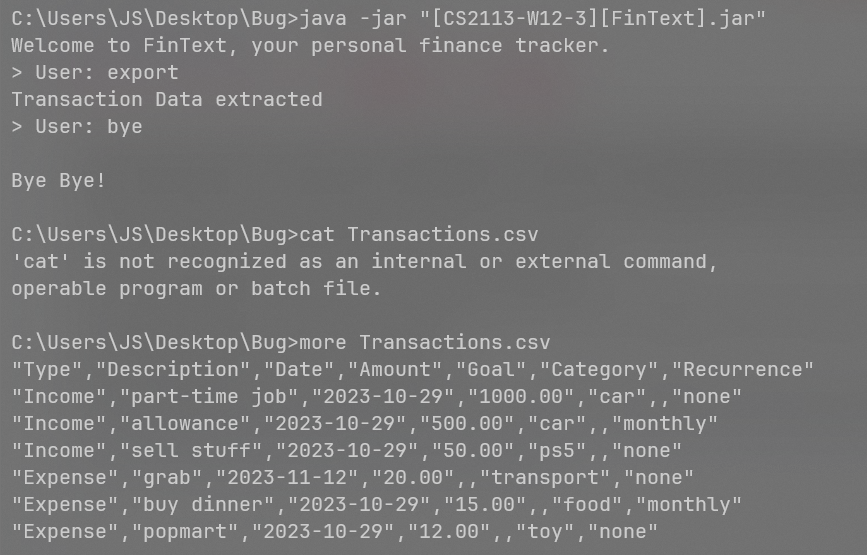 C:\Users\JS\Desktop\Bug>java -jar "[CS2113-W12-3][FinText].jar"
Welcome to FinText, your personal finance tracker.
> User: export
Transaction Data extracted
> User: bye
Bye Bye!
C:\Users\JS\Desktop\Bug>cat Transactions.csv
'cat' is not recognized as an internal or external command,
operable program or batch file.
C:\Users\JS\Desktop\Bug>more Transactions.csv
"Type","Description","Date","Amount","Goal","Category","Recurrence"
"Income","part-time job","2023-10-29","1000.00","car",,"none"
"Income","allowance","2023-10-29","500.00","car",,"monthly"
"Income","sell stuff","2023-10-29","50.00","ps5",,"none"
"Expense","grab","2023-11-12","20.00",,"transport","none"
"Expense","buy dinner","2023-10-29","15.00",,"food","monthly"
"Expense","popmart","2023-10-29","12.00",,"toy","none"